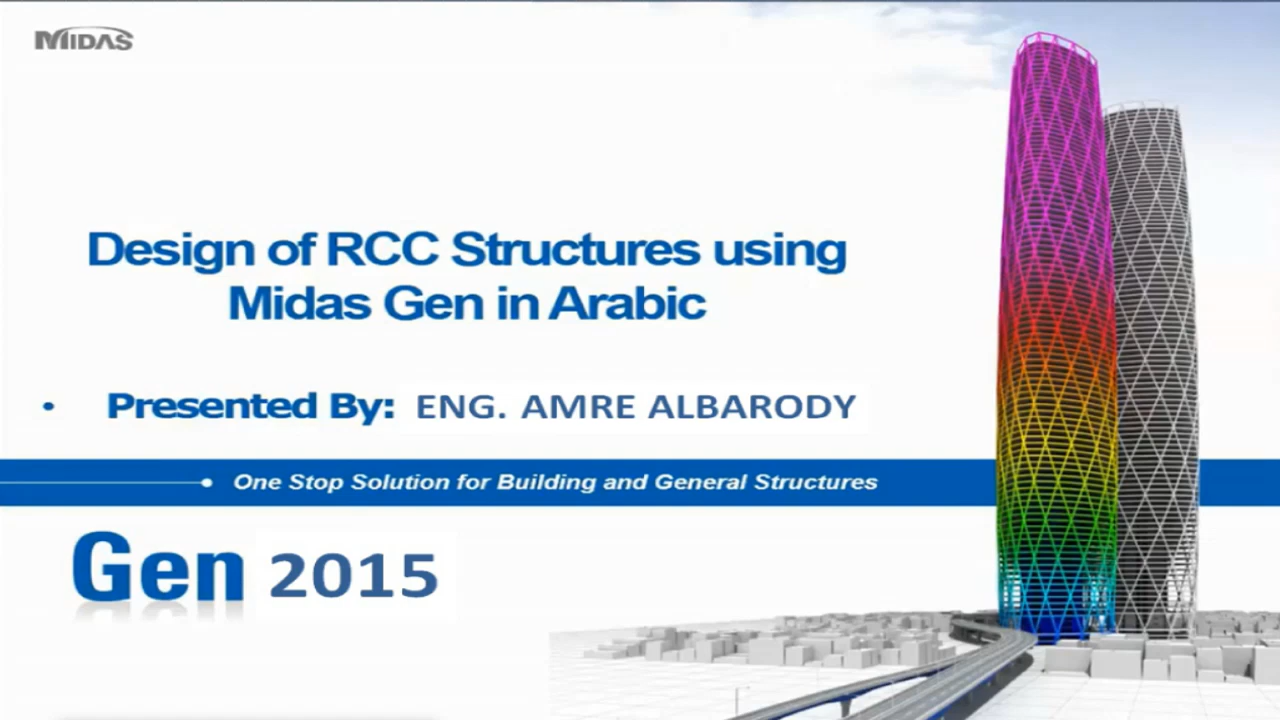 MIDAS
Design of RCC Structures using
Midas Gen in Arabic
• Presented By: ENG. AMRE ALBARODY
One Stop Solution for Building and General Structures
Gen 2015